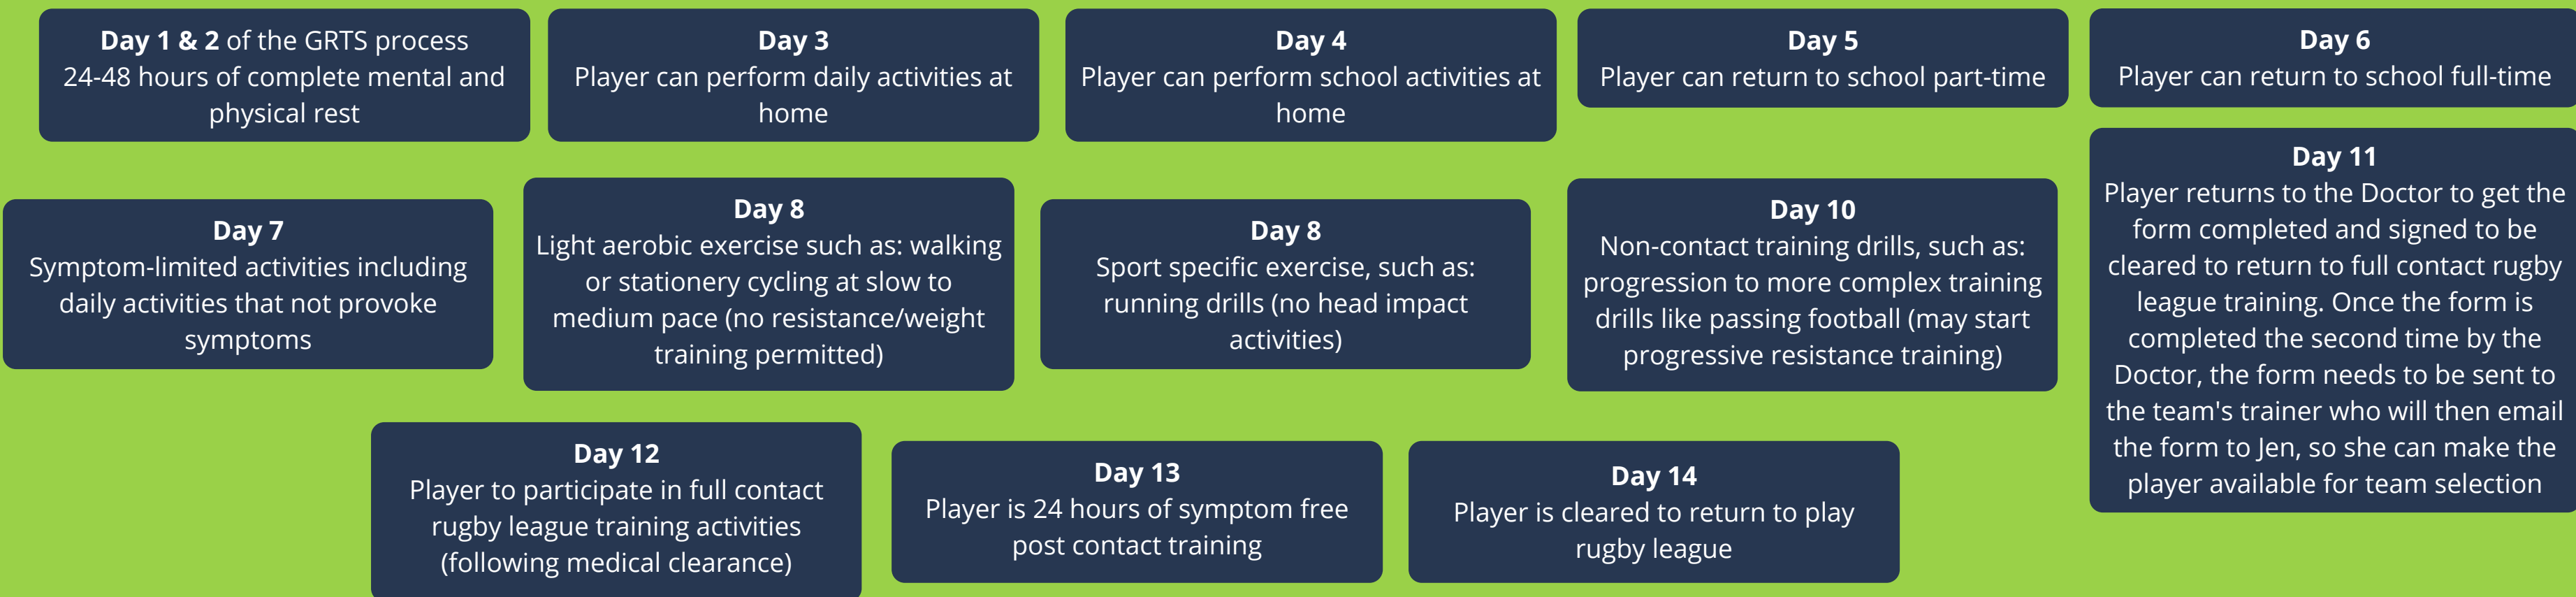 Day 1 & 2 of the GRTS process
24-48 hours of complete mental and
physical rest
Day 3
Player can perform daily activities at
home
Day 4
Player can perform school activities at
home
Day 5
Player can return to school part-time
Day 6
Player can return to school full-time
Day 7
Symptom-limited activities including
daily activities that not provoke
symptoms
Day 8
Light aerobic exercise such as: walking
or stationery cycling at slow to
medium pace (no resistance/weight
training permitted)
Day 8
Sport specific exercise, such as:
running drills (no head impact
activities)
Day 10
Non-contact training drills, such as:
progression to more complex training
drills like passing football (may start
progressive resistance training)
Day 11
Player returns to the Doctor to get the
form completed and signed to be
cleared to return to full contact rugby
league training. Once the form is
completed the second time by the
Doctor, the form needs to be sent to
the team's trainer who will then email
the form to Jen, so she can make the
player available for team selection
Day 12
Player to participate in full contact
rugby league training activities
(following medical clearance)
Day 13
Player is 24 hours of symptom free
post contact training
Day 14
Player is cleared to return to play
rugby league